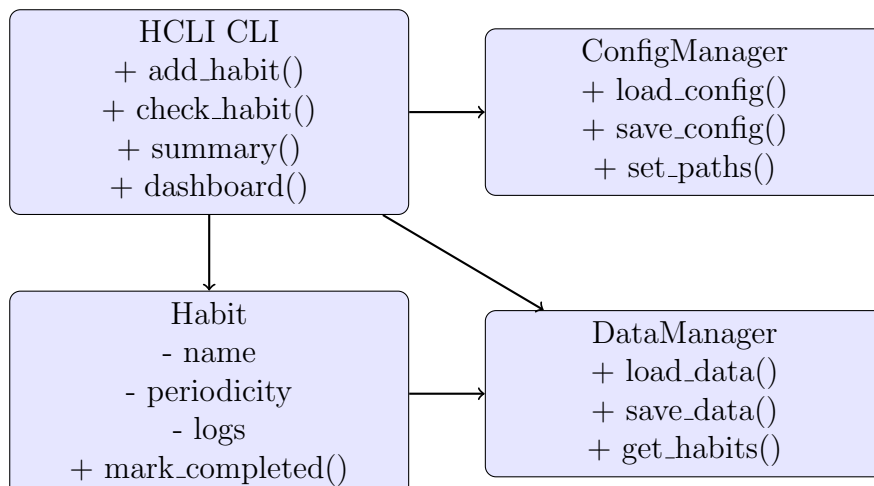 HCLI CLI
+ add_habit()
+ check_habit()
+ summary()
+ dashboard()
ConfigManager
+ load_config()
+ save_config()
+ set_paths()
Habit
- name
- periodicity
- logs
+ mark_completed()
DataManager
+ load_data()
+ save_data()
+ get_habits()